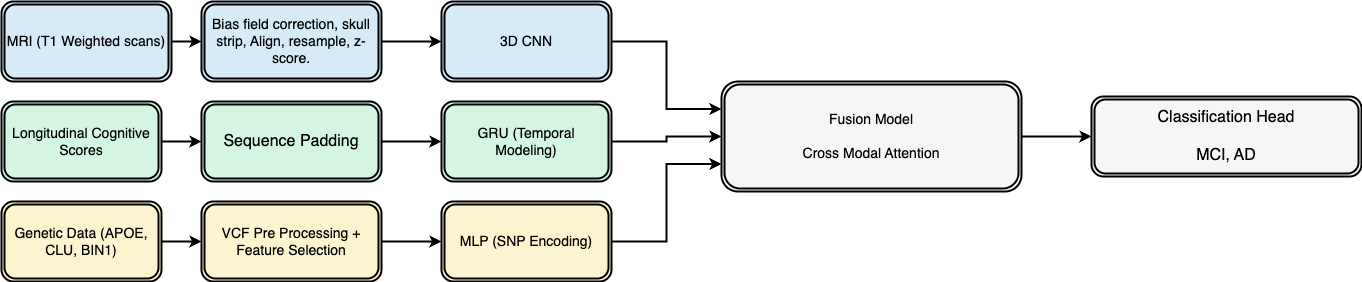 MRI (T1 Weighted scans)
Bias field correction, skull
strip, Align, resample, z-
score.
3D CNN
Longitudinal Cognitive
Scores
Sequence Padding
GRU (Temporal
Modeling)
Genetic Data (APOE,
CLU, BIN1)
VCF Pre Processing +
Feature Selection
MLP (SNP Encoding)
Fusion Model
Cross Modal Attention
Classification Head
MCI, AD